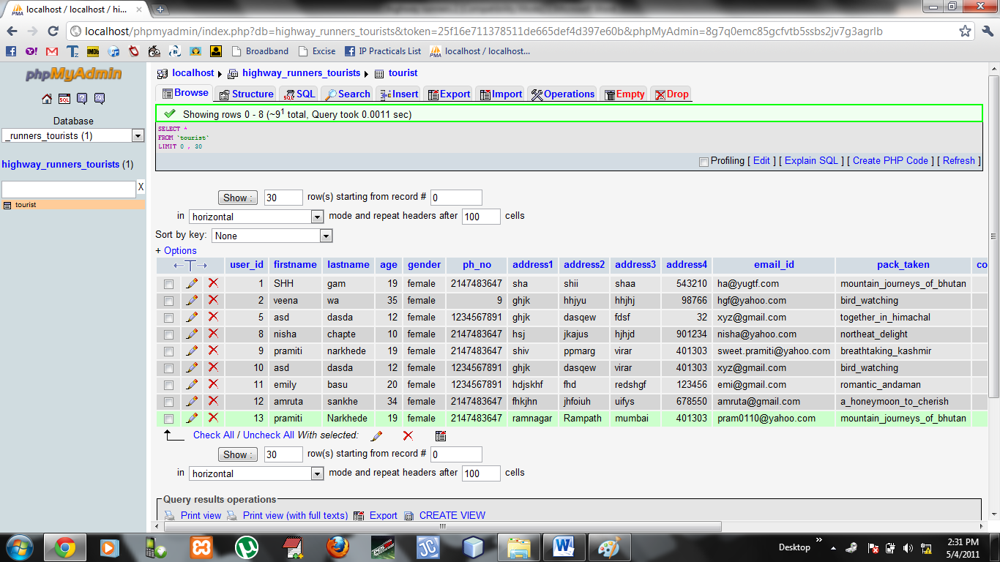 localhost / localhost / hi...
localhost/phpmyadmin/index.php?db=highway_runners_tourists&token=25f16e711378511de665def4d397e60b&phpMyAdmin=8g7q0emc85gcfvtb5ssbs2jv7g3agrlb
Broadband Excise IP Practicals List localhost / localhost...
phpMyAdmin
Database
_runners_tourists (1)
highway_runners_tourists (1)
X
tourist
localhost highway_runners_tourists tourist
Browse Structure SQL Search Insert Export Import Operations Empty Drop
Showing rows 0 - 8 (~9¹ total, Query took 0.0011 sec)
SELECT *
FROM `tourist`
LIMIT 0 , 30
Profiling [ Edit ] [ Explain SQL ] [ Create PHP Code ] [ Refresh ]
Show : 30 row(s) starting from record # 0
in horizontal mode and repeat headers after 100 cells
Sort by key: None
+ Options
←T→ user_id firstname lastname age gender ph_no address1 address2 address3 address4 email_id pack_taken co
1 SHH gam 19 female 2147483647 sha shii shaa 543210 ha@yugtf.com mountain_journeys_of_bhutan
2 veena wa 35 female 9 ghjk hhjyu hhjhj 98766 hgf@yahoo.com bird_watching
5 asd dasda 12 female 1234567891 ghjk dasqew fdsf 32 xyz@gmail.com together_in_himachal
8 nisha chapte 10 female 2147483647 hsj jkajus hjhjd 901234 nisha@yahoo.com northeat_delight
9 pramiti narkhede 19 female 2147483647 shiv ppmarg virar 401303 sweet.pramiti@yahoo.com breathtaking_kashmir
10 asd dasda 12 female 1234567891 ghjk dasqew virar 401303 xyz@gmail.com bird_watching
11 emily basu 20 female 1234567891 hdjskhf fhd redshgf 123456 emi@gmail.com romantic_andaman
12 amruta sankhe 34 female 2147483647 fhkjhn jhfoiuh uifys 678550 amruta@gmail.com a_honeymoon_to_cherish
13 pramiti Narkhede 19 female 2147483647 ramnagar Rampath mumbai 401303 pram0110@yahoo.com mountain_journeys_of_bhutan
Check All / Uncheck All With selected:
Show : 30 row(s) starting from record # 0
in horizontal mode and repeat headers after 100 cells
Query results operations
Print view Print view (with full texts) Export CREATE VIEW
Desktop » 2:31 PM
5/4/2011